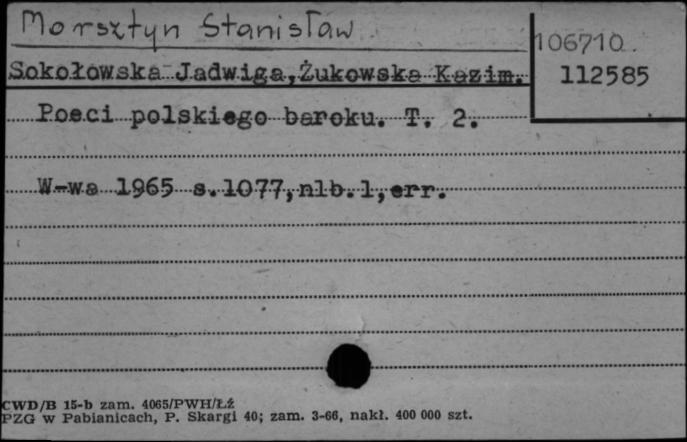 Morsztyn Stanisław
106710.
Sokołowska Jadwiga,Żukowska Kazim.
112585
Poeci polskiego baroku. T. 2.
W-wa 1965 s.1077,nlb.1,err.
CWD/B 15-b zam. 4065/PWH/Łź
PZG w Pabianicach, P. Skargi 40; zam. 3-66, nakł. 400 000 szt.